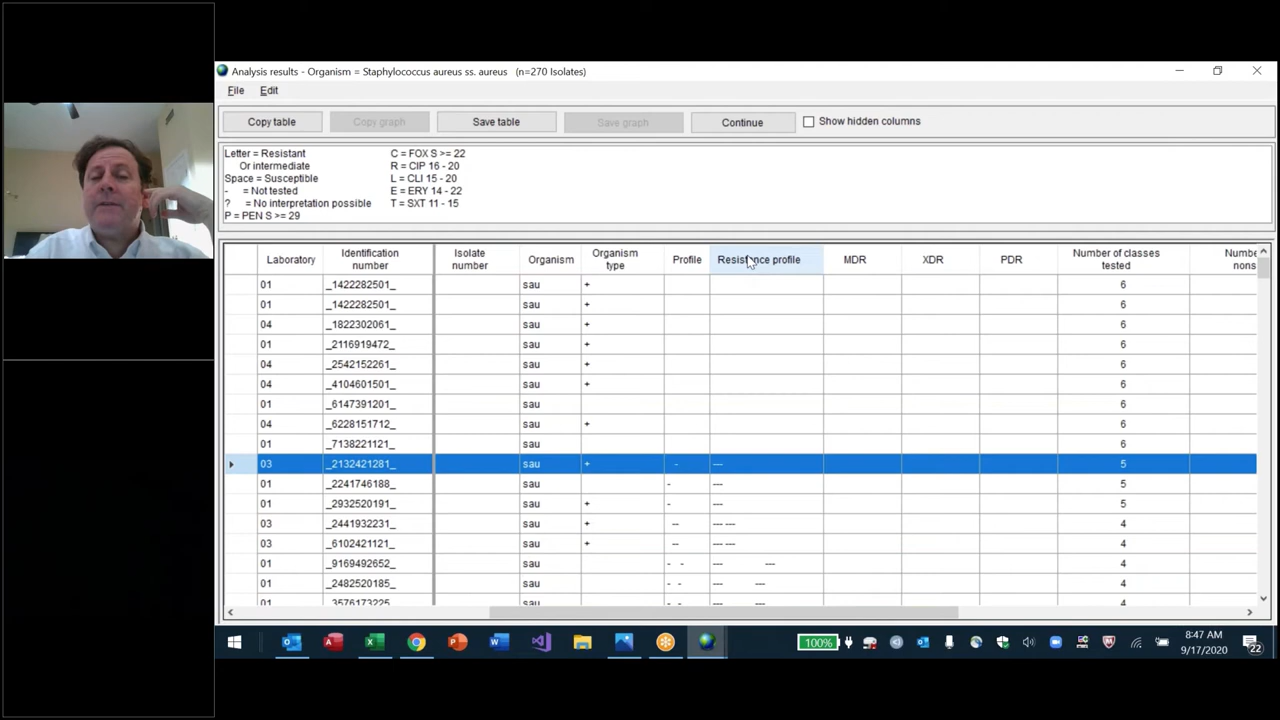 Analysis results - Organism = Staphylococcus aureus ss. aureus (n=270 Isolates)
File Edit
Copy table Copy graph Save table Save graph Continue Show hidden columns
Letter = Resistant C = FOX S >= 22
Or intermediate R = CIP 16 - 20
Space = Susceptible L = CLI 15 - 20
- = Not tested E = ERY 14 - 22
? = No interpretation possible T = SXT 11 - 15
P = PEN S >= 29
Laboratory Identification number Isolate number Organism Organism type Profile Resistance profile MDR XDR PDR Number of classes tested Numbe nons
01 _1422282501_ sau + 6
01 _1422282501_ sau + 6
04 _1822302061_ sau + 6
01 _2116919472_ sau + 6
04 _2542152261_ sau + 6
04 _4104601501_ sau + 6
01 _6147391201_ sau 6
04 _6228151712_ sau + 6
01 _7138221121_ sau 6
03 _2132421281_ sau + - --- 5
01 _2241746188_ sau - --- 5
01 _2932520191_ sau + - --- 5
03 _2441932231_ sau + -- --- --- 4
03 _6102421121_ sau + -- --- --- 4
01 _9169492652_ sau - - --- --- 4
01 _2482520185_ sau - - --- --- 4
01 _3576173225_ sau - - --- --- 4
100% 8:47 AM
9/17/2020 22